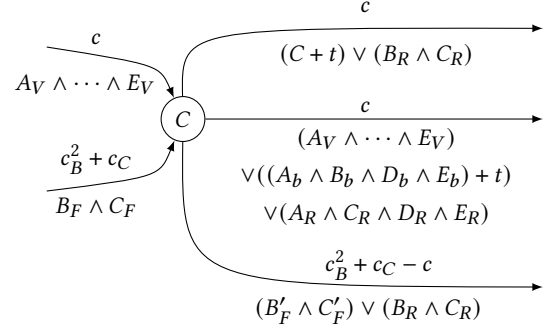 c
c
(C + t) ∨ (B_R ∧ C_R)
A_V ∧ ⋯ ∧ E_V
C
c
(A_V ∧ ⋯ ∧ E_V)
c_B^2 + c_C
∨((A_b ∧ B_b ∧ D_b ∧ E_b) + t)
B_F ∧ C_F
∨(A_R ∧ C_R ∧ D_R ∧ E_R)
c_B^2 + c_C − c
(B′_F ∧ C′_F) ∨ (B_R ∧ C_R)